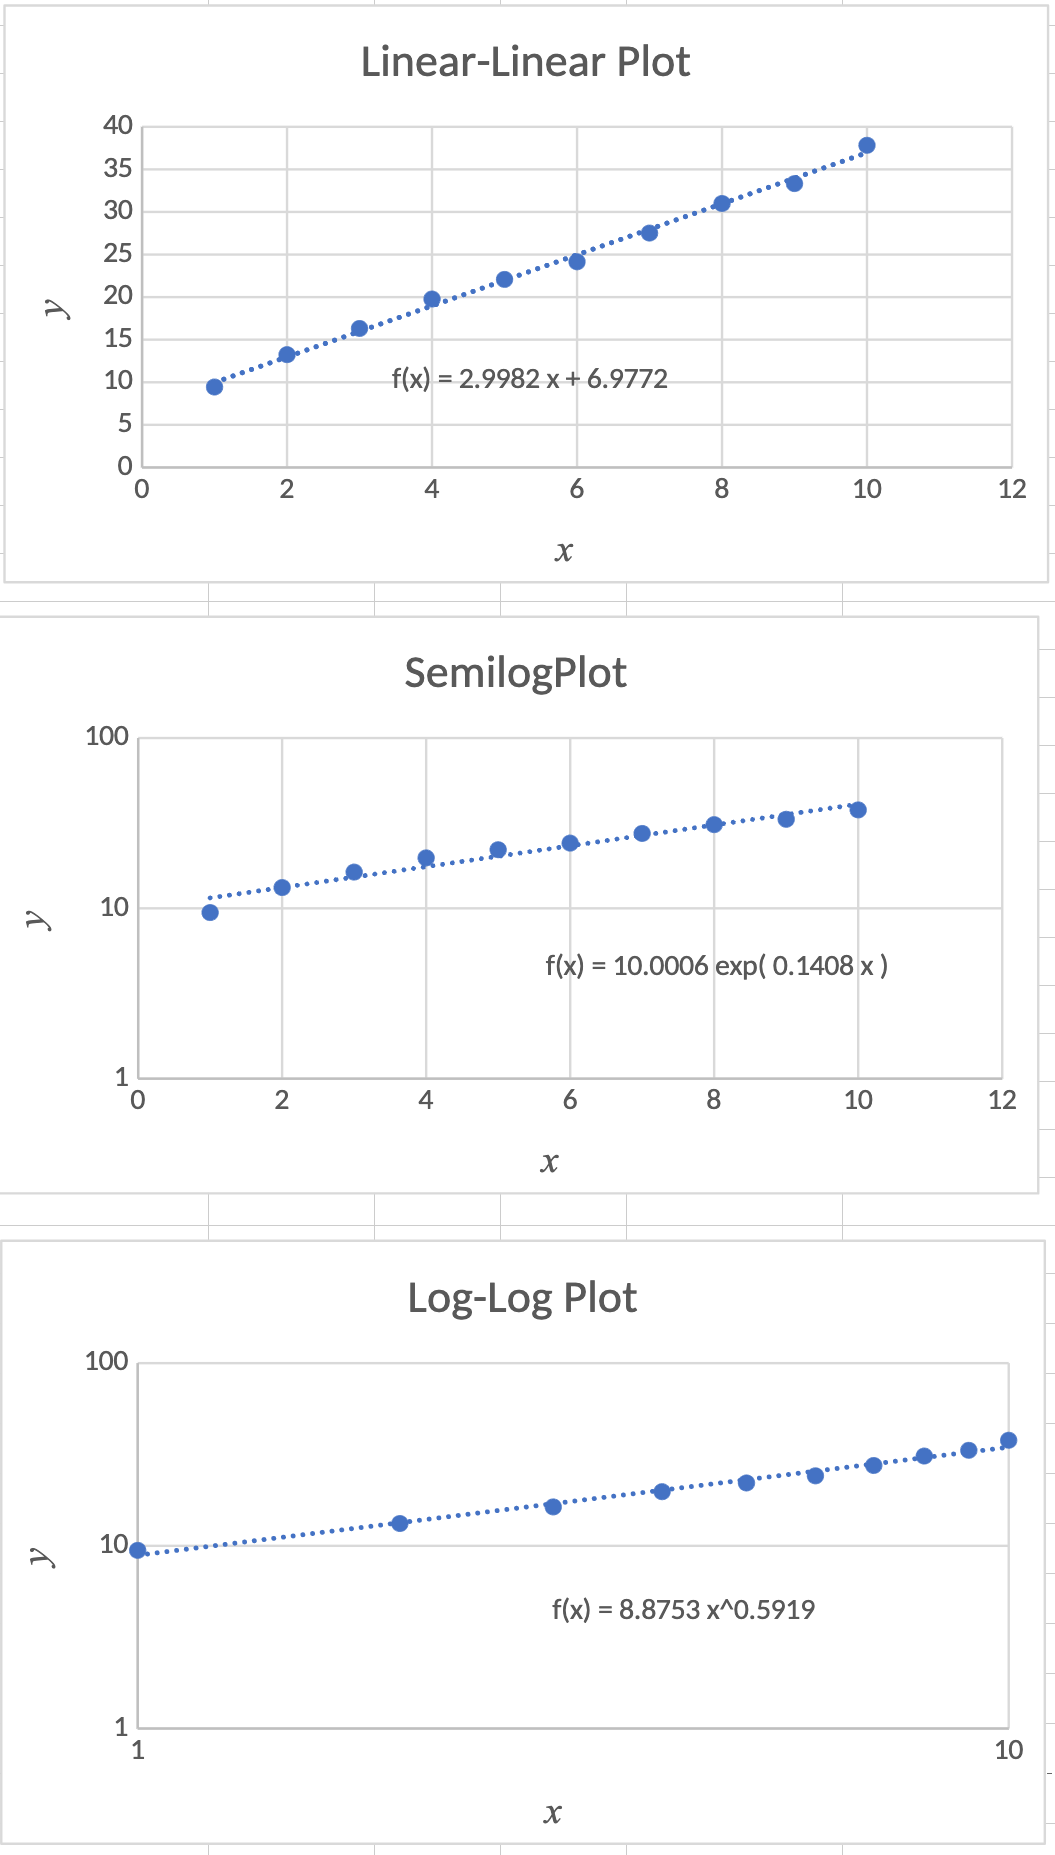 Linear-Linear Plot
40
35
30
25
20
15
10
5
0
y
f(x) = 2.9982 x + 6.9772
0 2 4 6 8 10 12
x
SemilogPlot
100
10
1
y
f(x) = 10.0006 exp( 0.1408 x )
0 2 4 6 8 10 12
x
Log-Log Plot
100
10
1
y
f(x) = 8.8753 x^0.5919
1 10
x